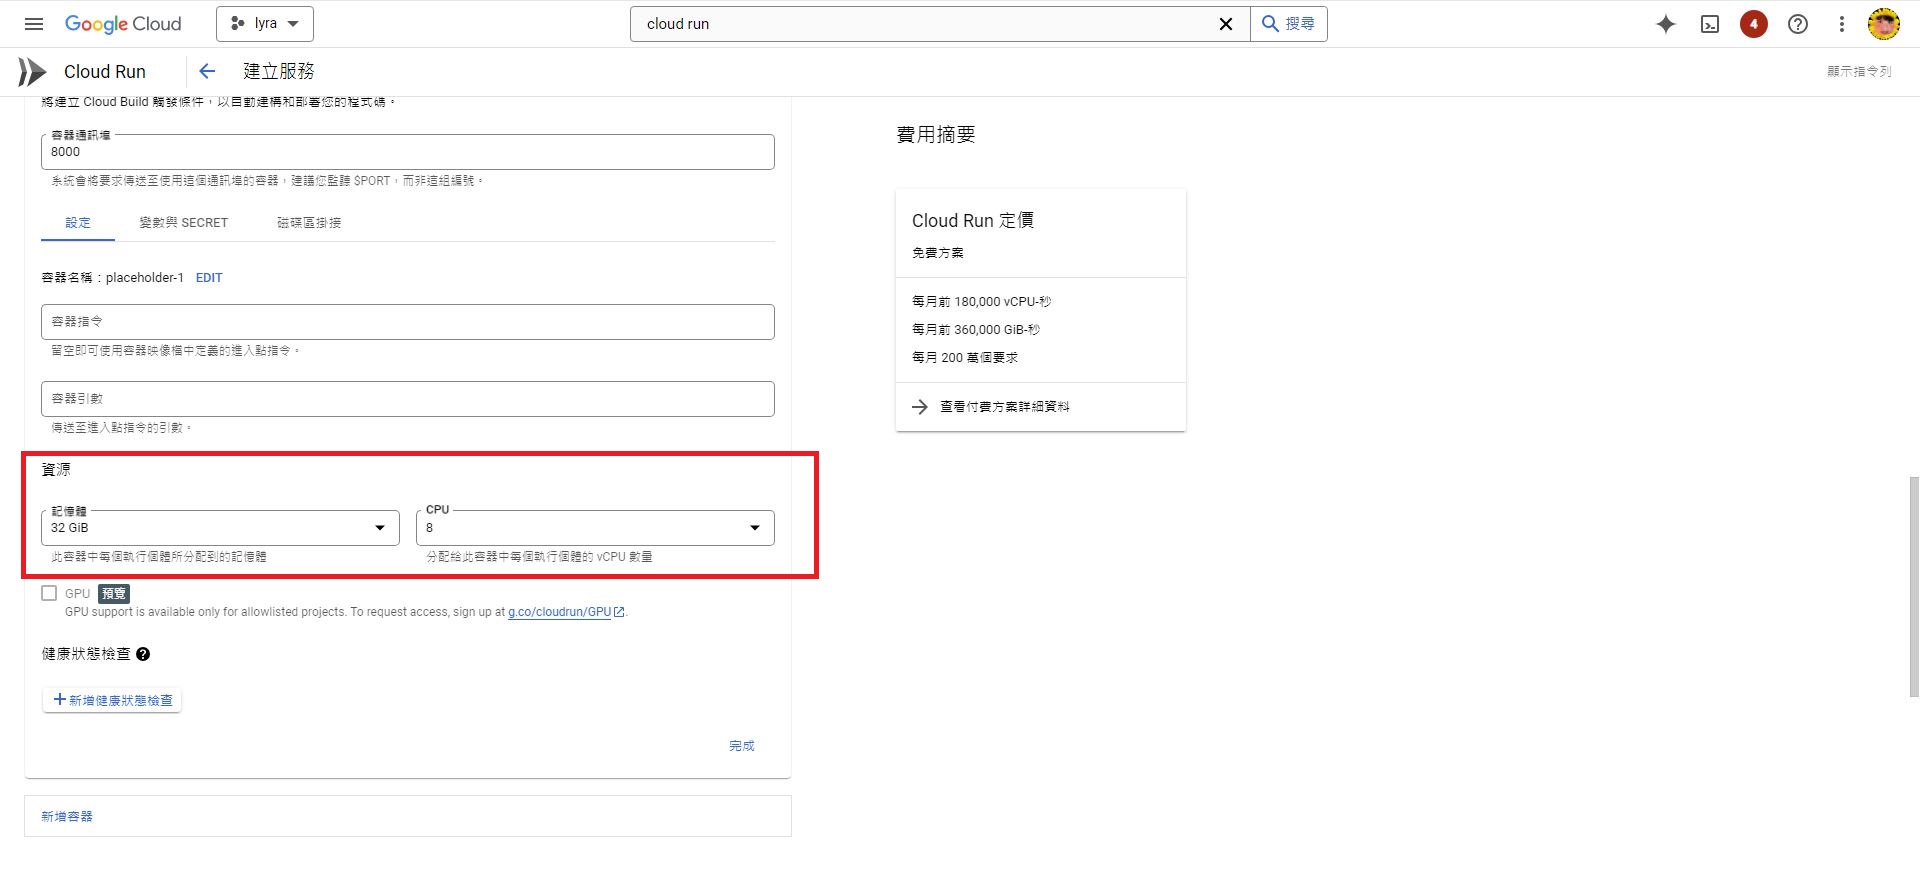 Google Cloud
lyra
cloud run
搜尋
4
Cloud Run
建立服務
顯示指令列
將建立 Cloud Build 觸發條件，以自動建構和部署您的程式碼。
容器通訊埠
8000
系統會將要求傳送至使用這個通訊埠的容器，建議您監聽 $PORT，而非這組編號。
設定
變數與 SECRET
磁碟區掛接
容器名稱：placeholder-1 EDIT
容器指令
留空即可使用容器映像檔中定義的進入點指令。
容器引數
傳送至進入點指令的引數。
資源
記憶體
32 GiB
此容器中每個執行個體所分配到的記憶體
CPU
8
分配給此容器中每個執行個體的 vCPU 數量
GPU 預覽
GPU support is available only for allowlisted projects. To request access, sign up at g.co/cloudrun/GPU.
健康狀態檢查
新增健康狀態檢查
完成
新增容器
費用摘要
Cloud Run 定價
免費方案
每月前 180,000 vCPU-秒
每月前 360,000 GiB-秒
每月 200 萬個要求
查看付費方案詳細資料